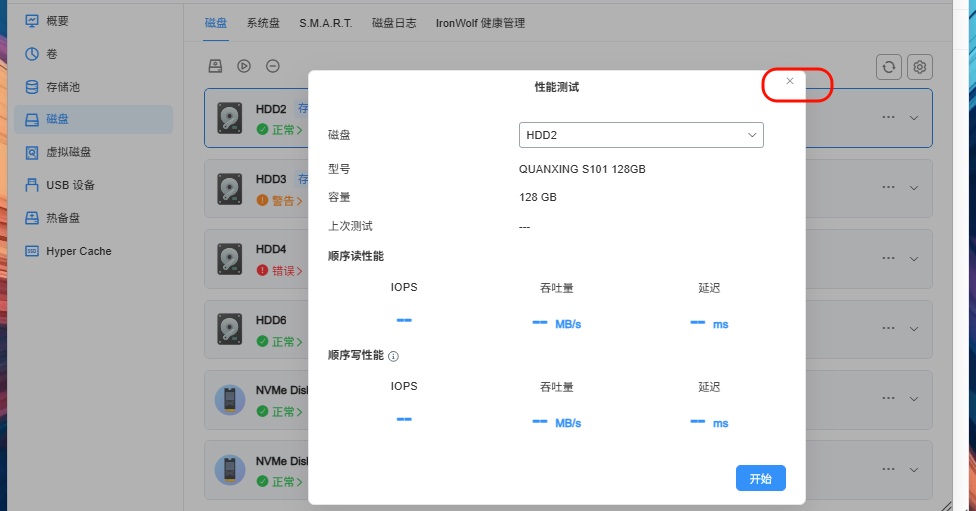 概要
卷
存储池
磁盘
虚拟磁盘
USB 设备
热备盘
Hyper Cache
磁盘 系统盘 S.M.A.R.T. 磁盘日志 IronWolf 健康管理
HDD2 存
正常 >
HDD3 存
警告 >
HDD4
错误 >
HDD6
正常 >
NVMe Disl
正常 >
NVMe Disl
正常 >
性能测试 ×
磁盘 HDD2
型号 QUANXING S101 128GB
容量 128 GB
上次测试 ---
顺序读性能
IOPS 吞吐量 延迟
-- -- MB/s -- ms
顺序写性能
IOPS 吞吐量 延迟
-- -- MB/s -- ms
开始